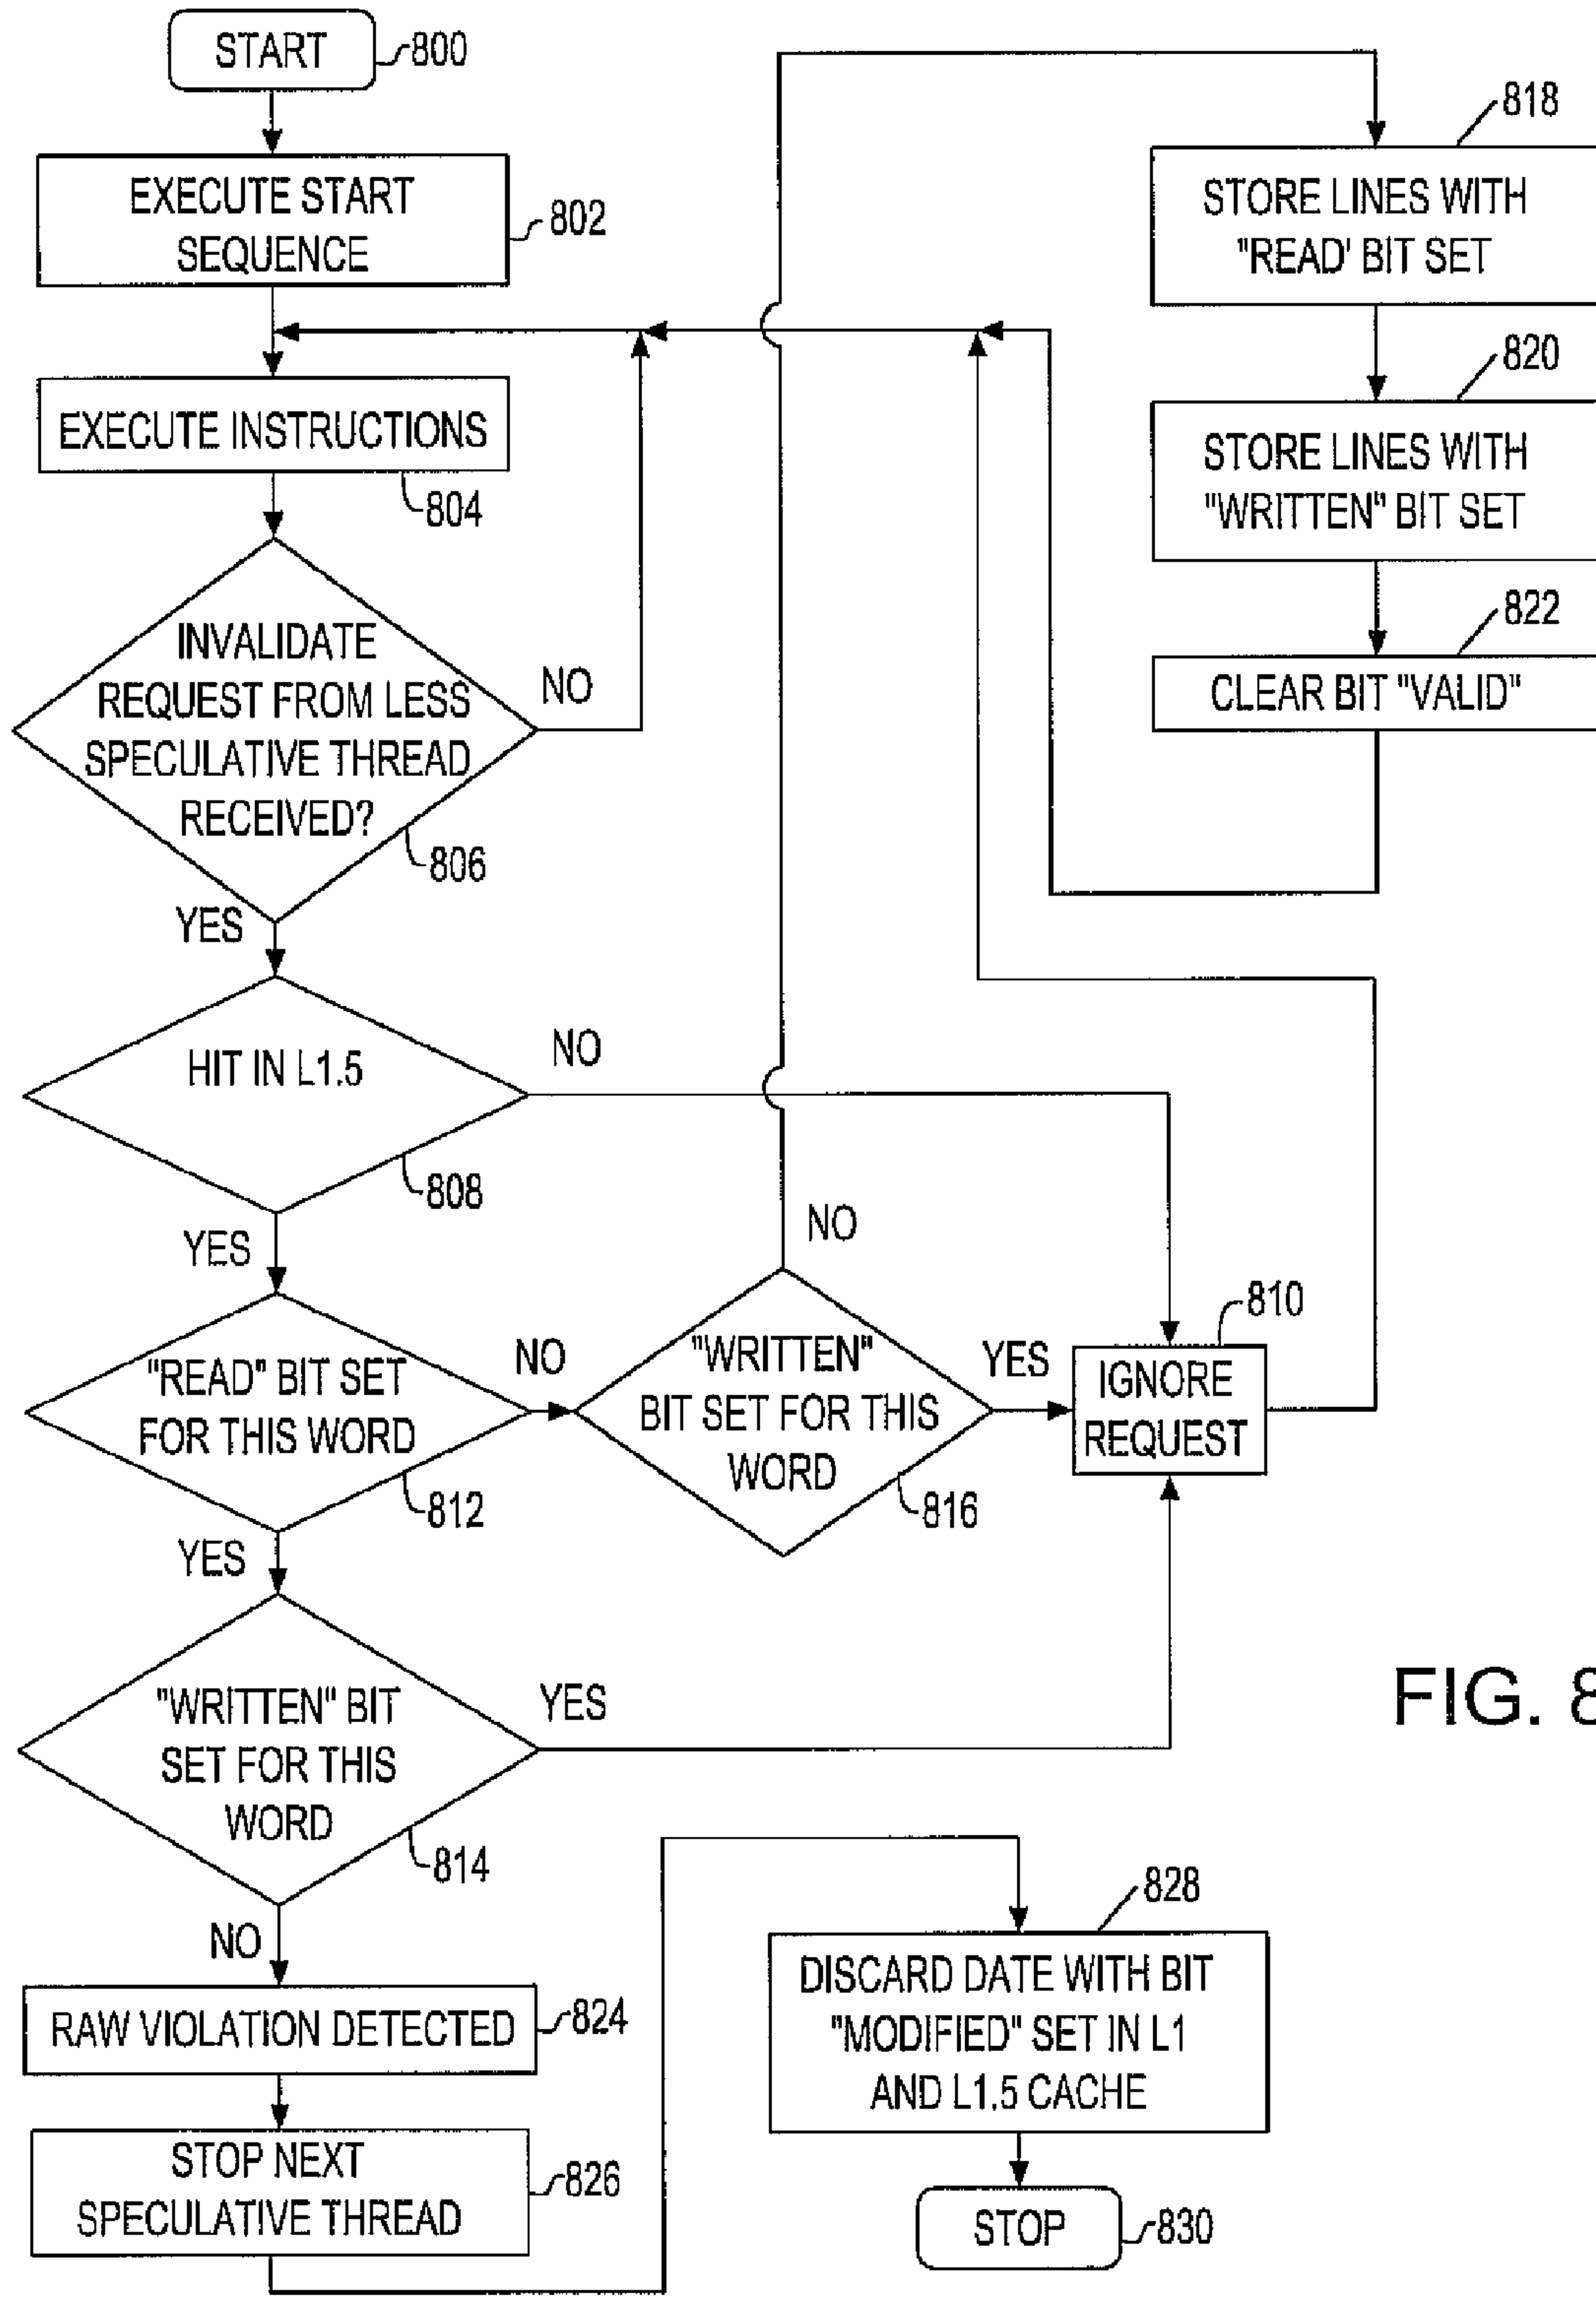 START
800
EXECUTE START
SEQUENCE
802
EXECUTE INSTRUCTIONS
804
INVALIDATE
REQUEST FROM LESS
SPECULATIVE THREAD
RECEIVED?
806
NO
YES
HIT IN L1.5
808
NO
YES
"READ" BIT SET
FOR THIS WORD
812
NO
YES
"WRITTEN"
BIT SET FOR THIS
WORD
816
NO
YES
810
IGNORE
REQUEST
"WRITTEN" BIT
SET FOR THIS
WORD
814
YES
NO
RAW VIOLATION DETECTED
824
STOP NEXT
SPECULATIVE THREAD
826
818
STORE LINES WITH
"READ' BIT SET
820
STORE LINES WITH
"WRITTEN" BIT SET
822
CLEAR BIT "VALID"
828
DISCARD DATE WITH BIT
"MODIFIED" SET IN L1
AND L1.5 CACHE
STOP
830
FIG. 8